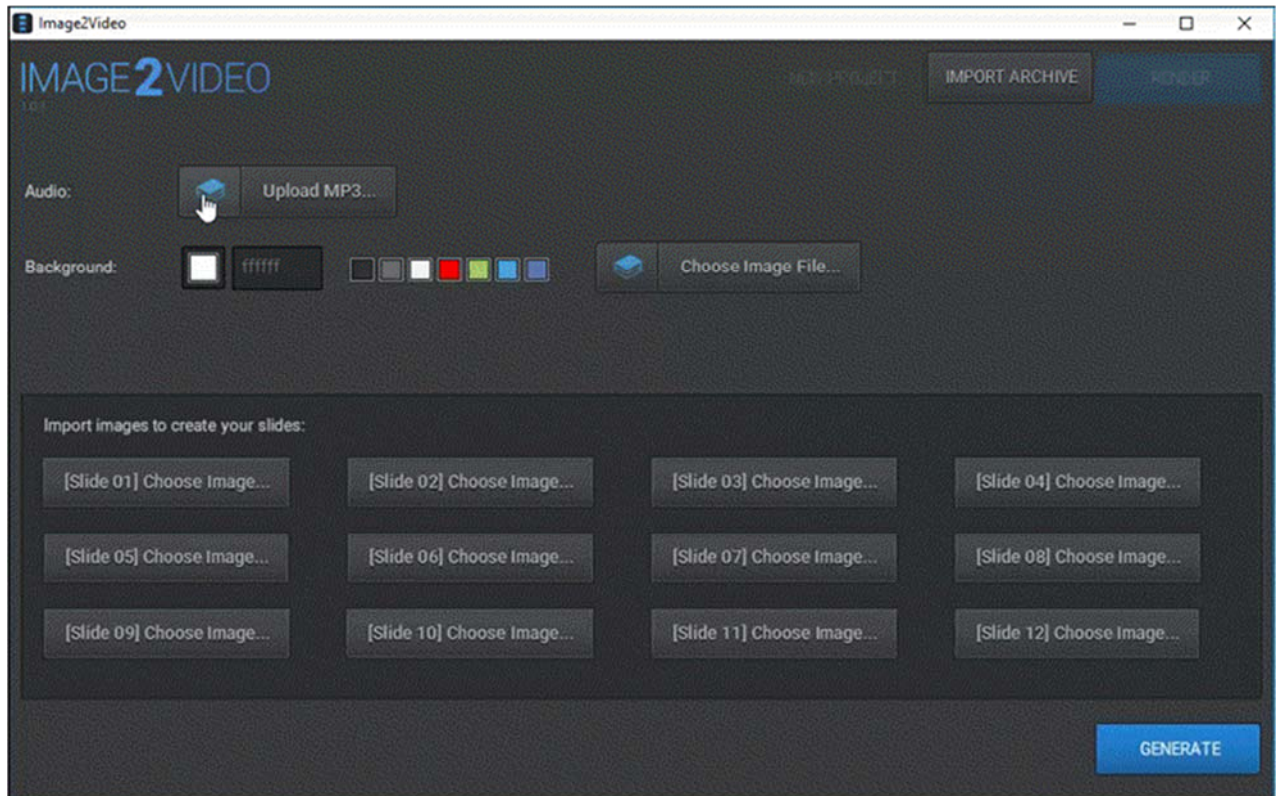 Image2Video
IMAGE2VIDEO
IMPORT ARCHIVE
RENDER
Audio:
Upload MP3...
Background:
ffffff
Choose Image File...
Import images to create your slides:
[Slide 01] Choose Image...
[Slide 02] Choose Image...
[Slide 03] Choose Image...
[Slide 04] Choose Image...
[Slide 05] Choose Image...
[Slide 06] Choose Image...
[Slide 07] Choose Image...
[Slide 08] Choose Image...
[Slide 09] Choose Image...
[Slide 10] Choose Image...
[Slide 11] Choose Image...
[Slide 12] Choose Image...
GENERATE